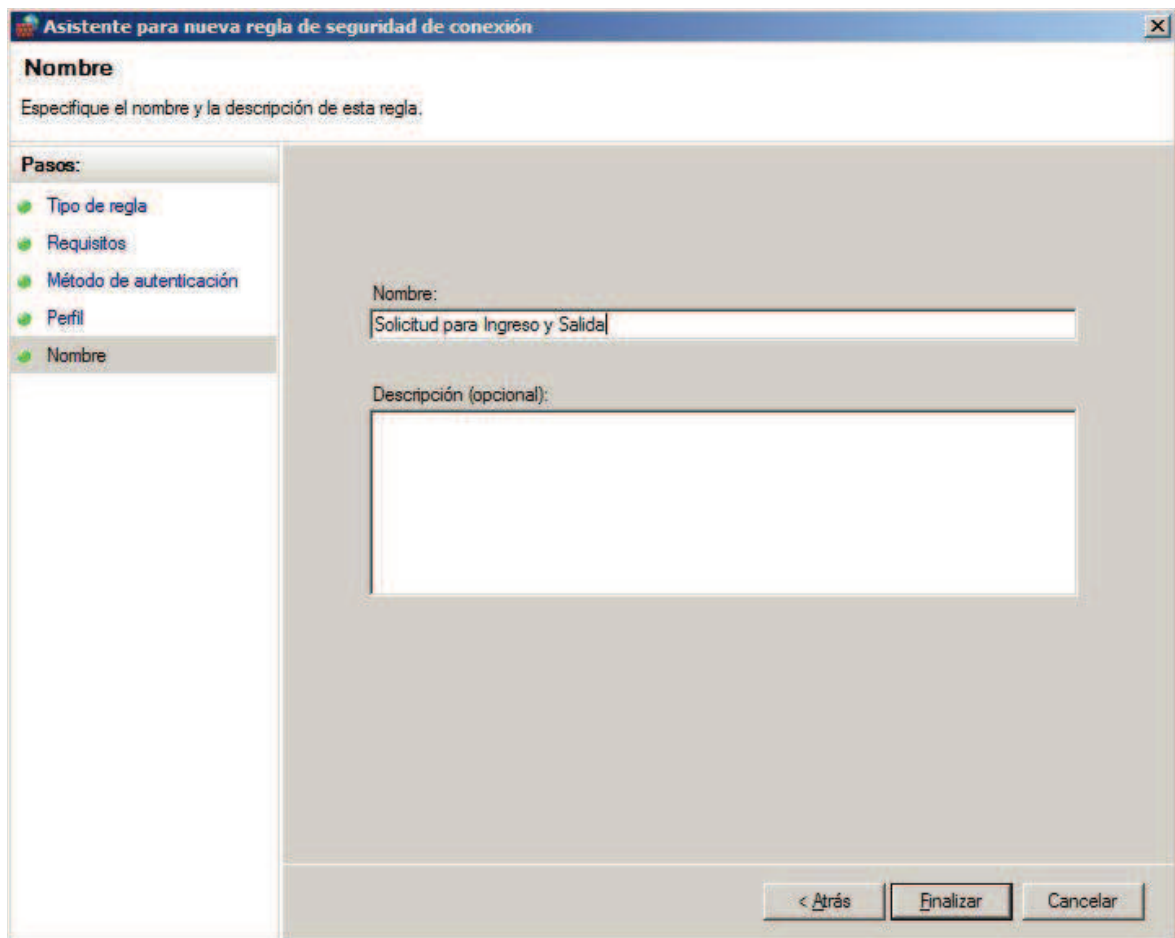 Asistente para nueva regla de seguridad de conexión
Nombre
Especifique el nombre y la descripción de esta regla.
Pasos:
Tipo de regla
Requisitos
Método de autenticación
Perfil
Nombre
Nombre:
Solicitud para Ingreso y Salida
Descripción (opcional):
< Atrás
Finalizar
Cancelar